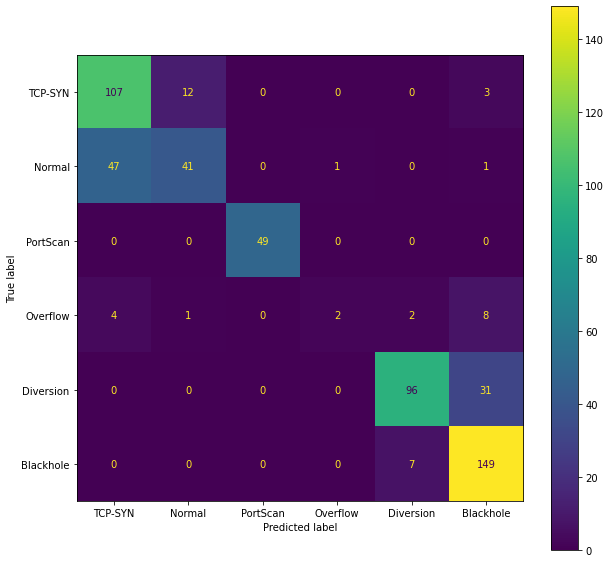 140
TCP-SYN 107 12 0 0 0 3
120
Normal 47 41 0 1 0 1
100
PortScan 0 0 49 0 0 0
80
True label
Overflow 4 1 0 2 2 8
60
40
Diversion 0 0 0 0 96 31
20
Blackhole 0 0 0 0 7 149
0
TCP-SYN Normal PortScan Overflow Diversion Blackhole
Predicted label